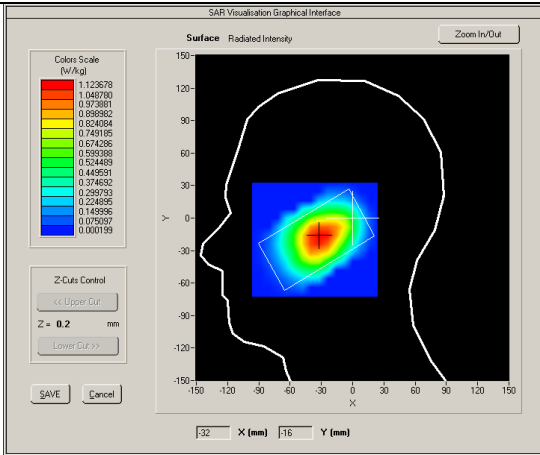 SAR Visualisation Graphical Interface
Surface Radiated Intensity
Zoom In/Out
Colors Scale
(W/kg)
1.123678
1.048780
0.973881
0.898982
0.824084
0.749185
0.674286
0.599388
0.524489
0.449591
0.374692
0.299793
0.224895
0.149996
0.075097
0.000199
Z-Cuts Control
<< Upper Cut
Z = 0.2 mm
Lower Cut >>
SAVE Cancel
150-
120-
90-
60-
30-
0-
-30-
-60-
-90-
-120-
-150-
Y
-150 -120 -90 -60 -30 0 30 60 90 120 150
X
-32 X (mm) -16 Y (mm)